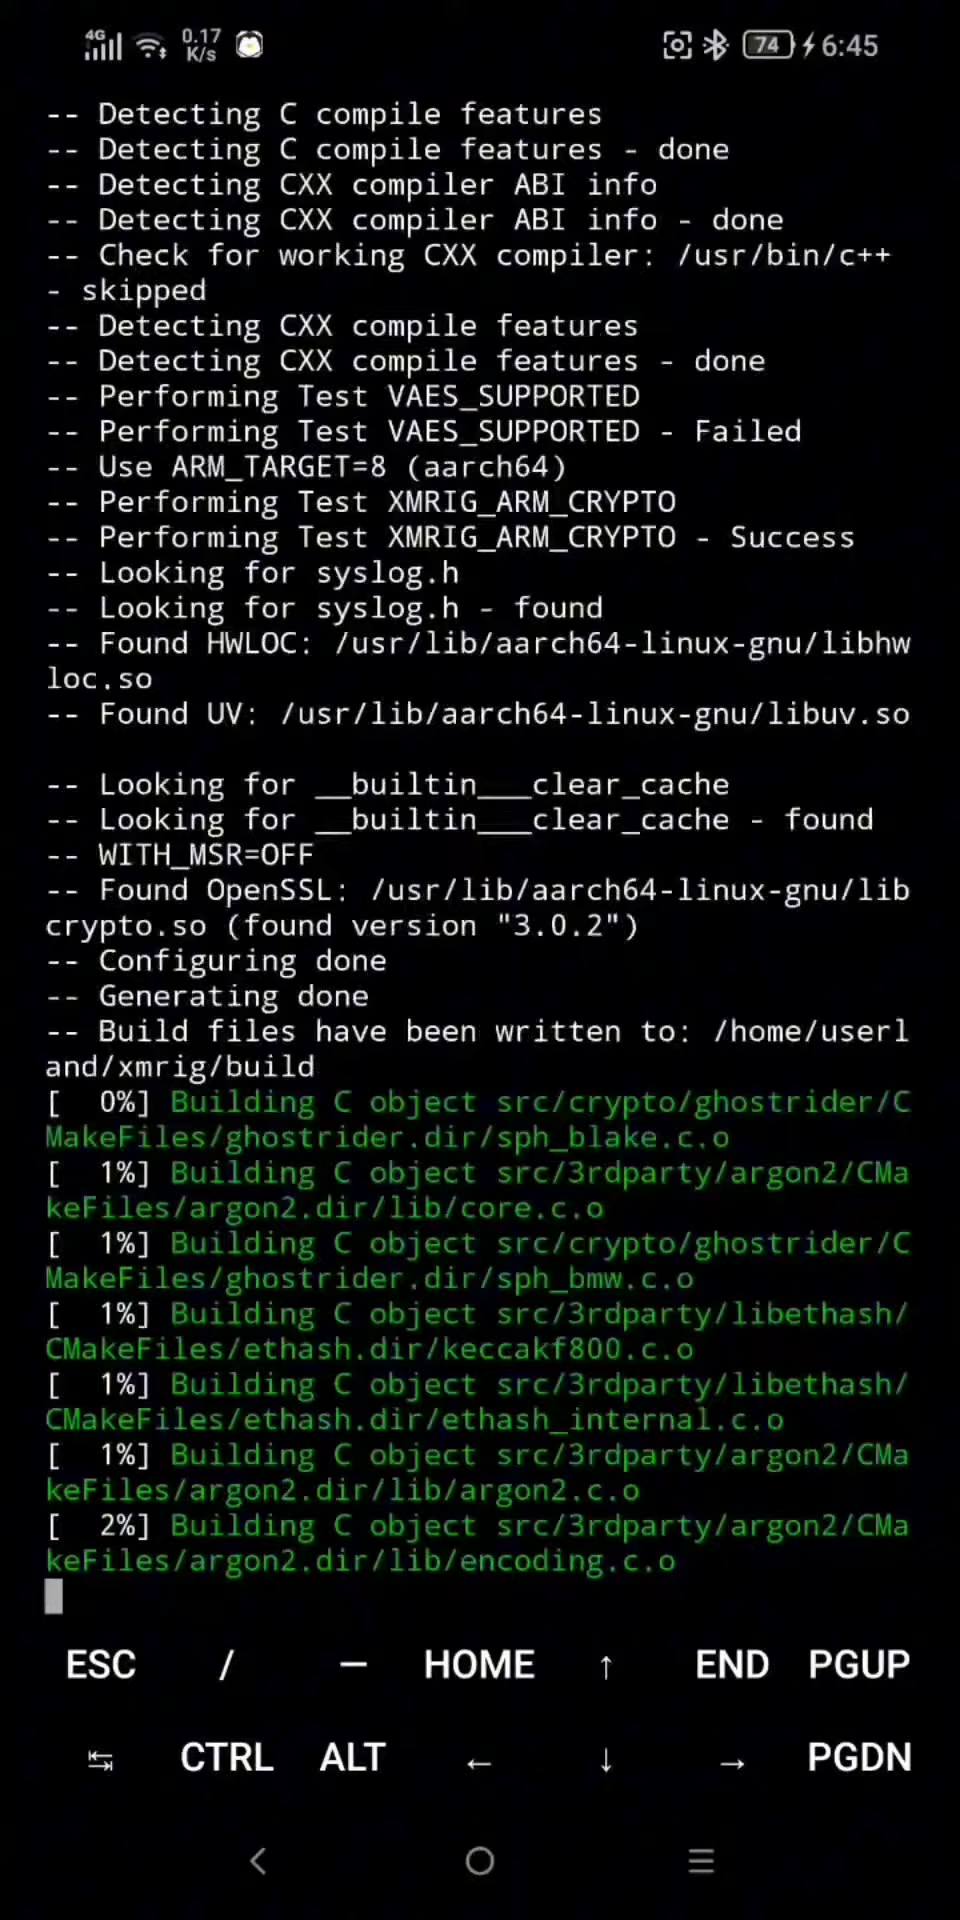 4G 0.17 K/s 74 6:45
-- Detecting C compile features
-- Detecting C compile features - done
-- Detecting CXX compiler ABI info
-- Detecting CXX compiler ABI info - done
-- Check for working CXX compiler: /usr/bin/c++
- skipped
-- Detecting CXX compile features
-- Detecting CXX compile features - done
-- Performing Test VAES_SUPPORTED
-- Performing Test VAES_SUPPORTED - Failed
-- Use ARM_TARGET=8 (aarch64)
-- Performing Test XMRIG_ARM_CRYPTO
-- Performing Test XMRIG_ARM_CRYPTO - Success
-- Looking for syslog.h
-- Looking for syslog.h - found
-- Found HWLOC: /usr/lib/aarch64-linux-gnu/libhw
loc.so
-- Found UV: /usr/lib/aarch64-linux-gnu/libuv.so
-- Looking for __builtin___clear_cache
-- Looking for __builtin___clear_cache - found
-- WITH_MSR=OFF
-- Found OpenSSL: /usr/lib/aarch64-linux-gnu/lib
crypto.so (found version "3.0.2")
-- Configuring done
-- Generating done
-- Build files have been written to: /home/userl
and/xmrig/build
[  0%] Building C object src/crypto/ghostrider/C
MakeFiles/ghostrider.dir/sph_blake.c.o
[  1%] Building C object src/3rdparty/argon2/CMa
keFiles/argon2.dir/lib/core.c.o
[  1%] Building C object src/crypto/ghostrider/C
MakeFiles/ghostrider.dir/sph_bmw.c.o
[  1%] Building C object src/3rdparty/libethash/
CMakeFiles/ethash.dir/keccakf800.c.o
[  1%] Building C object src/3rdparty/libethash/
CMakeFiles/ethash.dir/ethash_internal.c.o
[  1%] Building C object src/3rdparty/argon2/CMa
keFiles/argon2.dir/lib/argon2.c.o
[  2%] Building C object src/3rdparty/argon2/CMa
keFiles/argon2.dir/lib/encoding.c.o
ESC / — HOME ↑ END PGUP
↹ CTRL ALT ← ↓ → PGDN